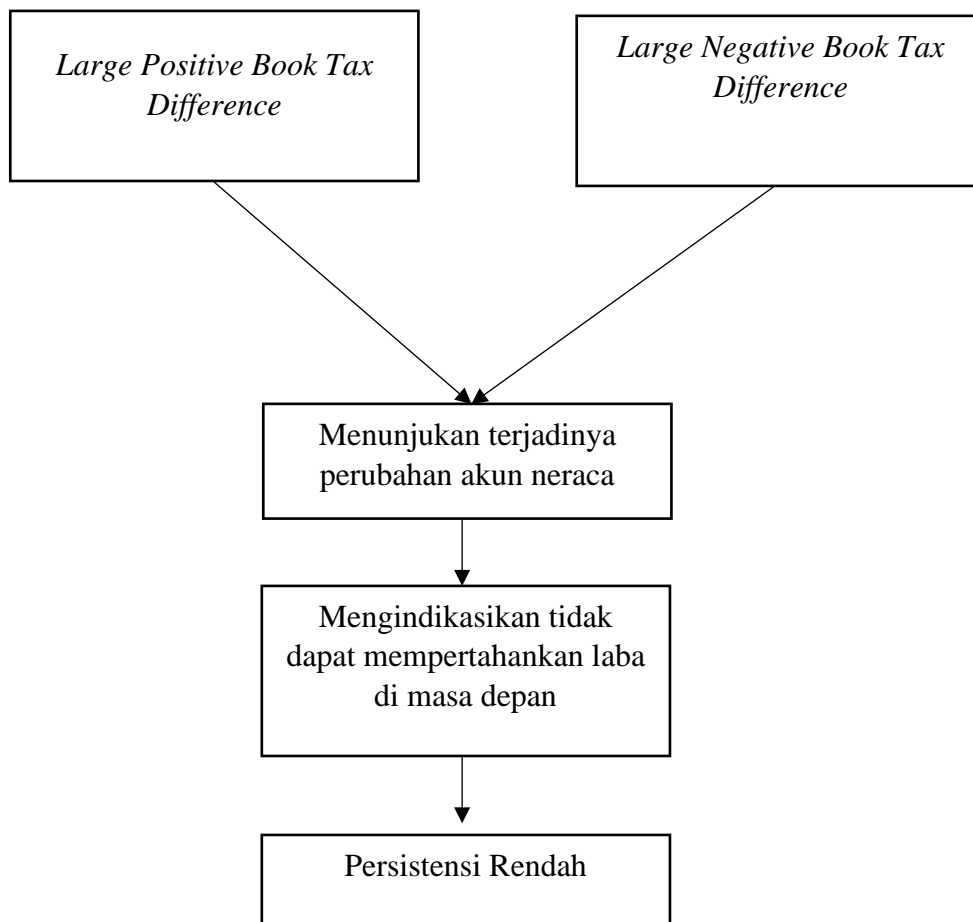 Large Positive Book Tax
Difference
Large Negative Book Tax
Difference
Menunjukan terjadinya
perubahan akun neraca
Mengindikasikan tidak
dapat mempertahankan laba
di masa depan
Persistensi Rendah